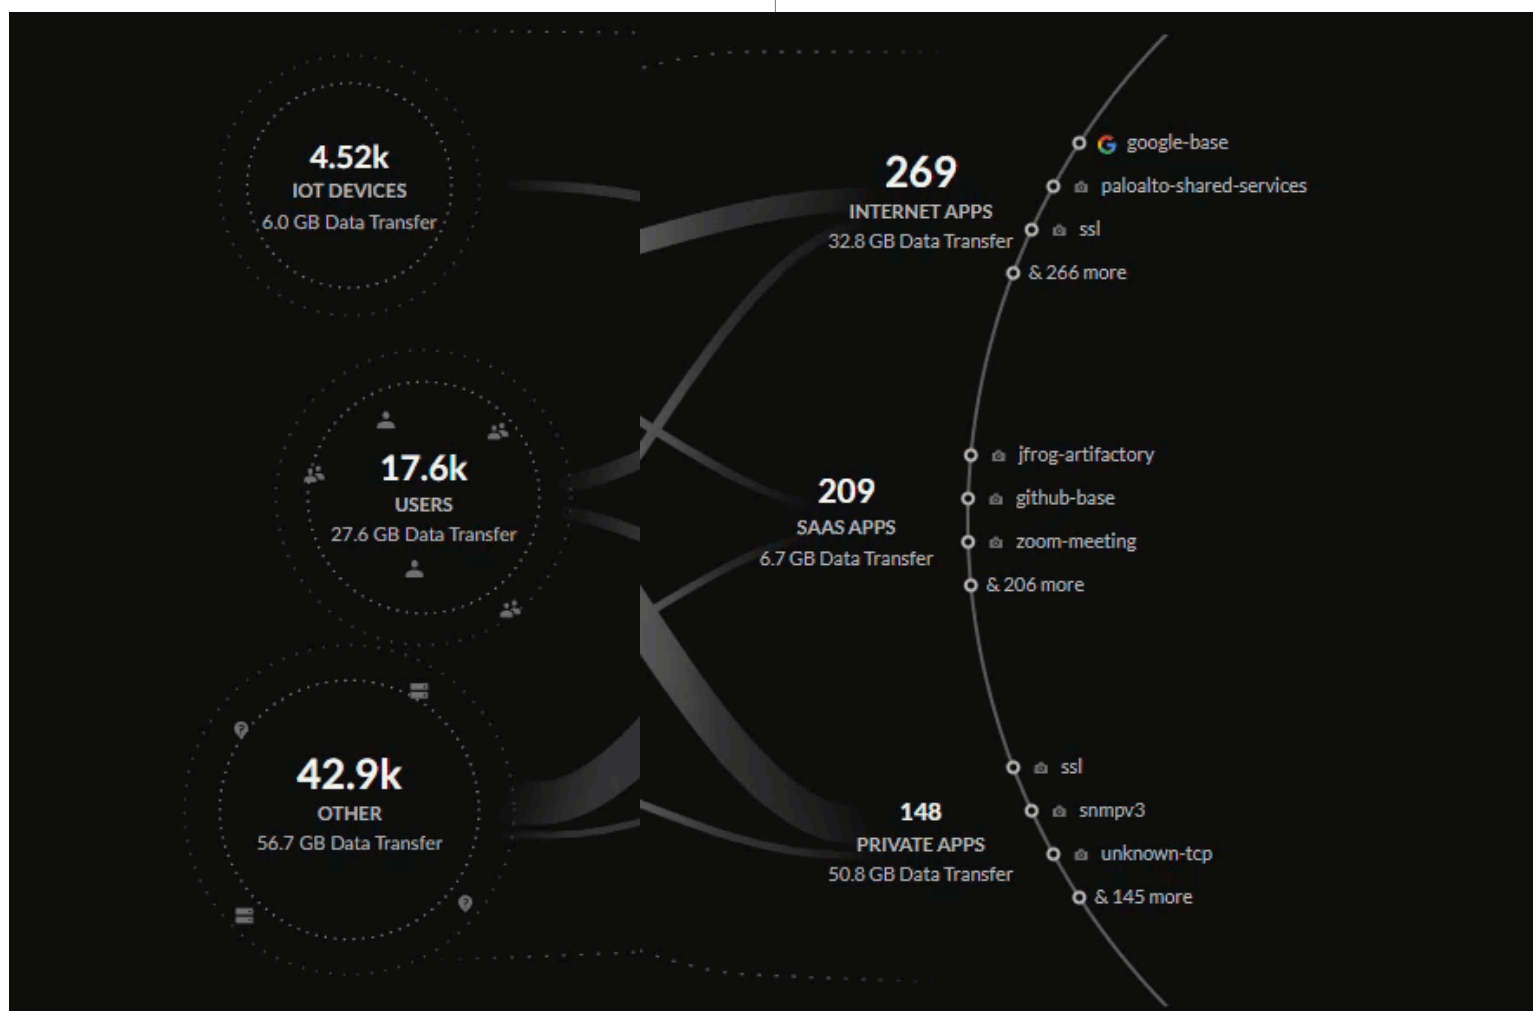 4.52k
IOT DEVICES
6.0 GB Data Transfer
17.6k
USERS
27.6 GB Data Transfer
42.9k
OTHER
56.7 GB Data Transfer
269
INTERNET APPS
32.8 GB Data Transfer
google-base
paloalto-shared-services
ssl
& 266 more
209
SAAS APPS
6.7 GB Data Transfer
jfrog-artifactory
github-base
zoom-meeting
& 206 more
148
PRIVATE APPS
50.8 GB Data Transfer
ssl
snmpv3
unknown-tcp
& 145 more